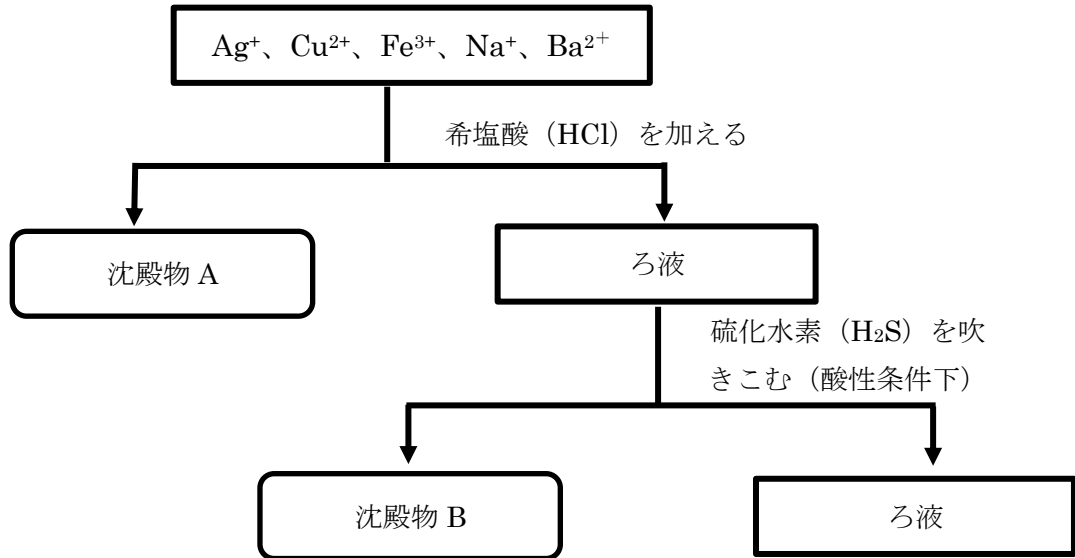 Ag⁺、Cu²⁺、Fe³⁺、Na⁺、Ba²⁺
希塩酸（HCl）を加える
沈殿物 A
ろ液
硫化水素（H₂S）を吹
きこむ（酸性条件下）
沈殿物 B
ろ液